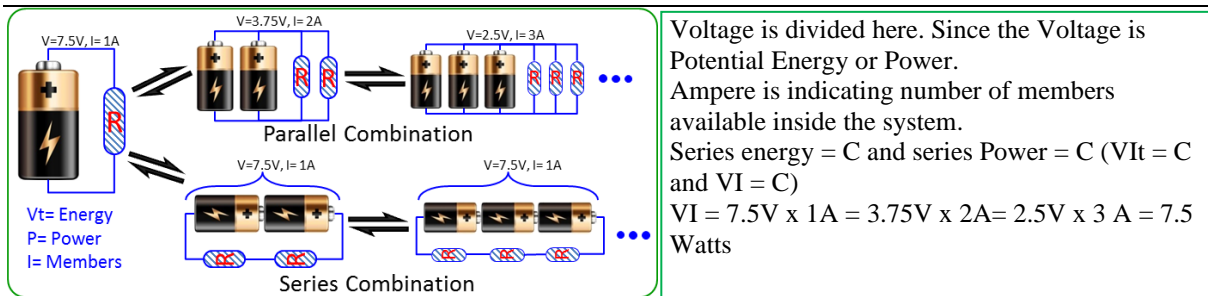 V=7.5V, I= 1A
V=3.75V, I= 2A
V=2.5V, I= 3A
R
R
R
R
R
R
Parallel Combination
V=7.5V, I= 1A
V=7.5V, I= 1A
R
R
R
R
R
Series Combination
Vt= Energy
P= Power
I= Members
Voltage is divided here. Since the Voltage is
Potential Energy or Power.
Ampere is indicating number of members
available inside the system.
Series energy = C and series Power = C (VIt = C
and VI = C)
VI = 7.5V x 1A = 3.75V x 2A= 2.5V x 3 A = 7.5
Watts